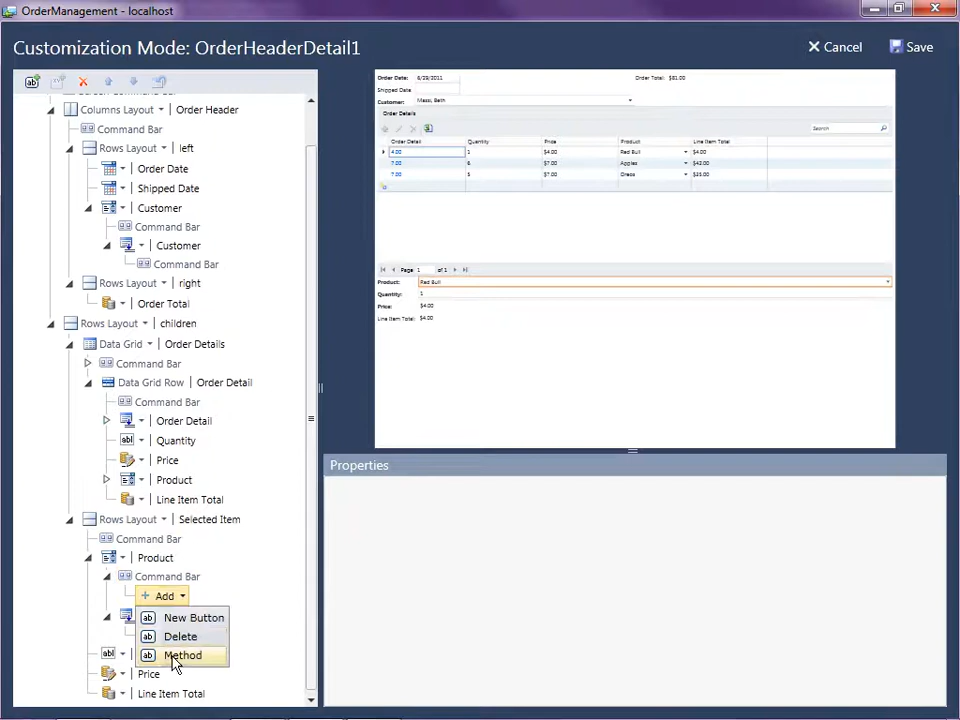 OrderManagement - localhost
Customization Mode: OrderHeaderDetail1
Cancel
Save
Columns Layout | Order Header
Command Bar
Rows Layout | left
Order Date
Shipped Date
Customer
Command Bar
Customer
Command Bar
Rows Layout | right
Order Total
Rows Layout | children
Data Grid | Order Details
Command Bar
Data Grid Row | Order Detail
Command Bar
Order Detail
Quantity
Price
Product
Line Item Total
Rows Layout | Selected Item
Command Bar
Product
Command Bar
+ Add
New Button
Delete
Method
Price
Line Item Total
Order Date: 6/29/2011 Order Total: $81.00
Shipped Date
Customer: Massi, Beth
Order Details
Search
Order Detail Quantity Price Product Line Item Total
4.00 1 $4.00 Red Bull $4.00
7.00 6 $7.00 Apples $42.00
7.00 5 $7.00 Oreos $35.00
Page 1 of 1
Product: Red Bull
Quantity: 1
Price: $4.00
Line Item Total: $4.00
Properties